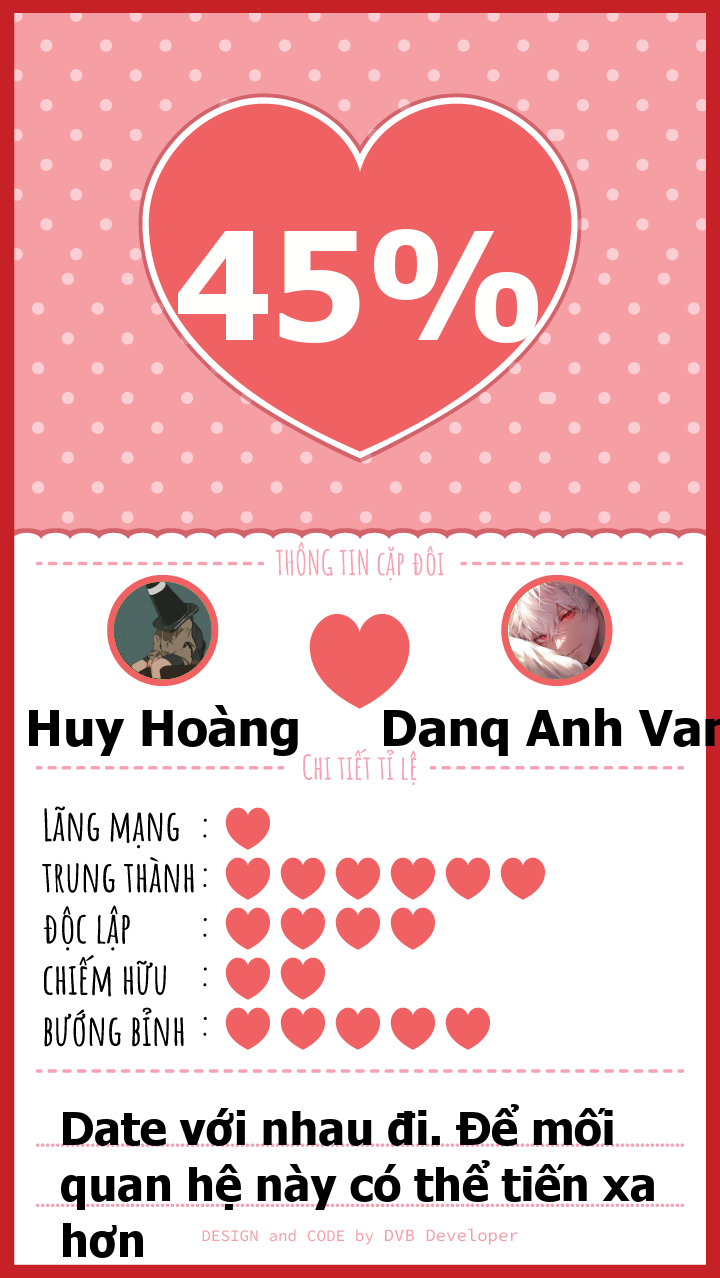 45%
THÔNG TIN CẶP ĐÔI
Huy Hoàng
Danq Anh Van
CHI TIẾT TỈ LỆ
LÃNG MẠNG :
TRUNG THÀNH :
ĐỘC LẬP :
CHIẾM HỮU :
BƯỚNG BỈNH :
Date với nhau đi. Để mối
quan hệ này có thể tiến xa
hơn
DESIGN and CODE by DVB Developer